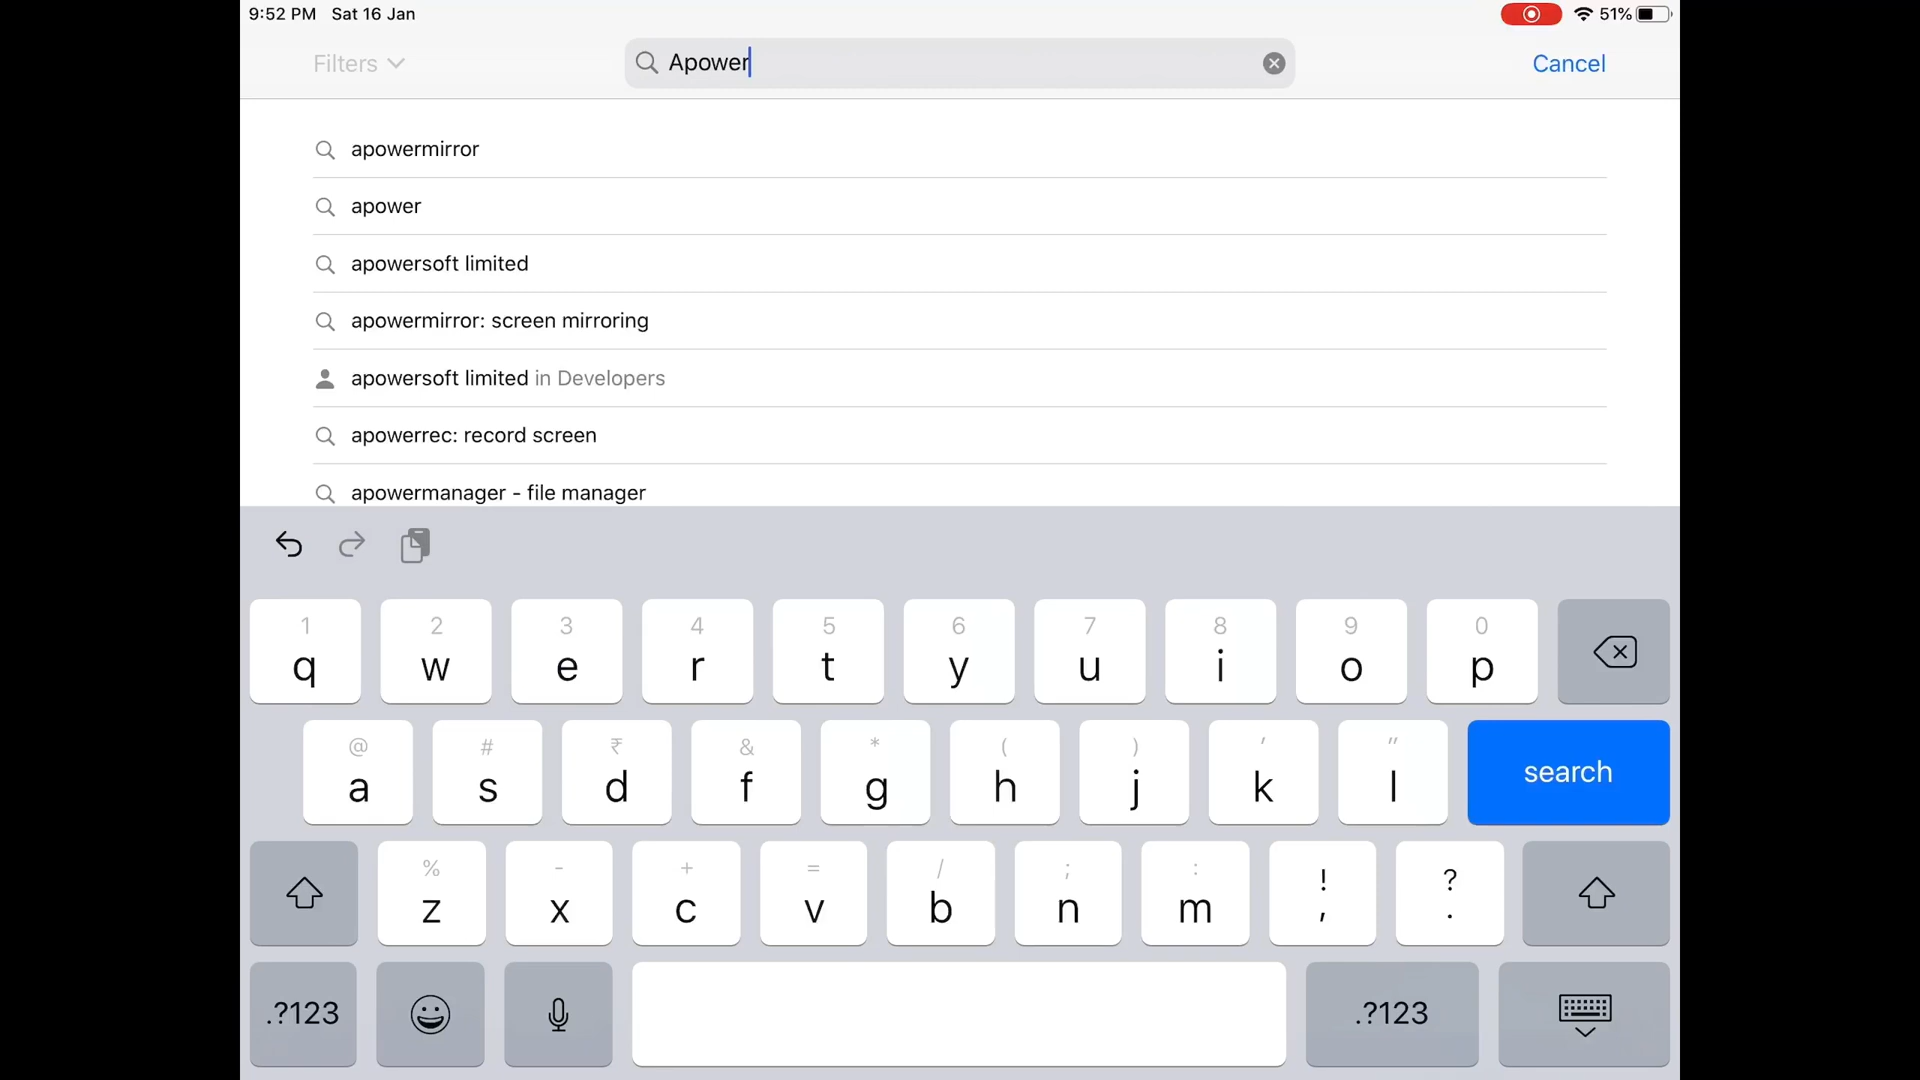 9:52 PM Sat 16 Jan
51%
Filters
Apower
Cancel
apowermirror
apower
apowersoft limited
apowermirror: screen mirroring
apowersoft limited in Developers
apowerrec: record screen
apowermanager - file manager
1 2 3 4 5 6 7 8 9 0
q w e r t y u i o p
@ # ₹ & * ( ) ' "
a s d f g h j k l
search
% - + = / ; : ! ?
z x c v b n m , .
.?123
.?123